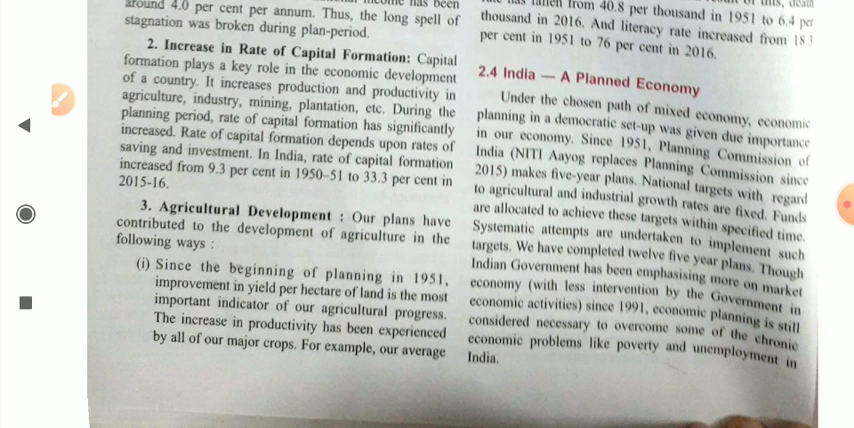 around 4.0 per cent per annum. Thus, the long spell of
stagnation was broken during plan-period.
2. Increase in Rate of Capital Formation: Capital
formation plays a key role in the economic development
of a country. It increases production and productivity in
agriculture, industry, mining, plantation, etc. During the
planning period, rate of capital formation has significantly
increased. Rate of capital formation depends upon rates of
saving and investment. In India, rate of capital formation
increased from 9.3 per cent in 1950-51 to 33.3 per cent in
2015-16.
3. Agricultural Development : Our plans have
contributed to the development of agriculture in the
following ways :
(i) Since the beginning of planning in 1951,
improvement in yield per hectare of land is the most
important indicator of our agricultural progress.
The increase in productivity has been experienced
by all of our major crops. For example, our average
fallen from 40.8 per thousand in 1951 to 6.4 per
thousand in 2016. And literacy rate increased from 18.3
per cent in 1951 to 76 per cent in 2016.
2.4 India — A Planned Economy
Under the chosen path of mixed economy, economic
planning in a democratic set-up was given due importance
in our economy. Since 1951, Planning Commission of
India (NITI Aayog replaces Planning Commission since
2015) makes five-year plans. National targets with regard
to agricultural and industrial growth rates are fixed. Funds
are allocated to achieve these targets within specified time.
Systematic attempts are undertaken to implement such
targets. We have completed twelve five year plans. Though
Indian Government has been emphasising more on market
economy (with less intervention by the Government in
economic activities) since 1991, economic planning is still
considered necessary to overcome some of the chronic
economic problems like poverty and unemployment in
India.